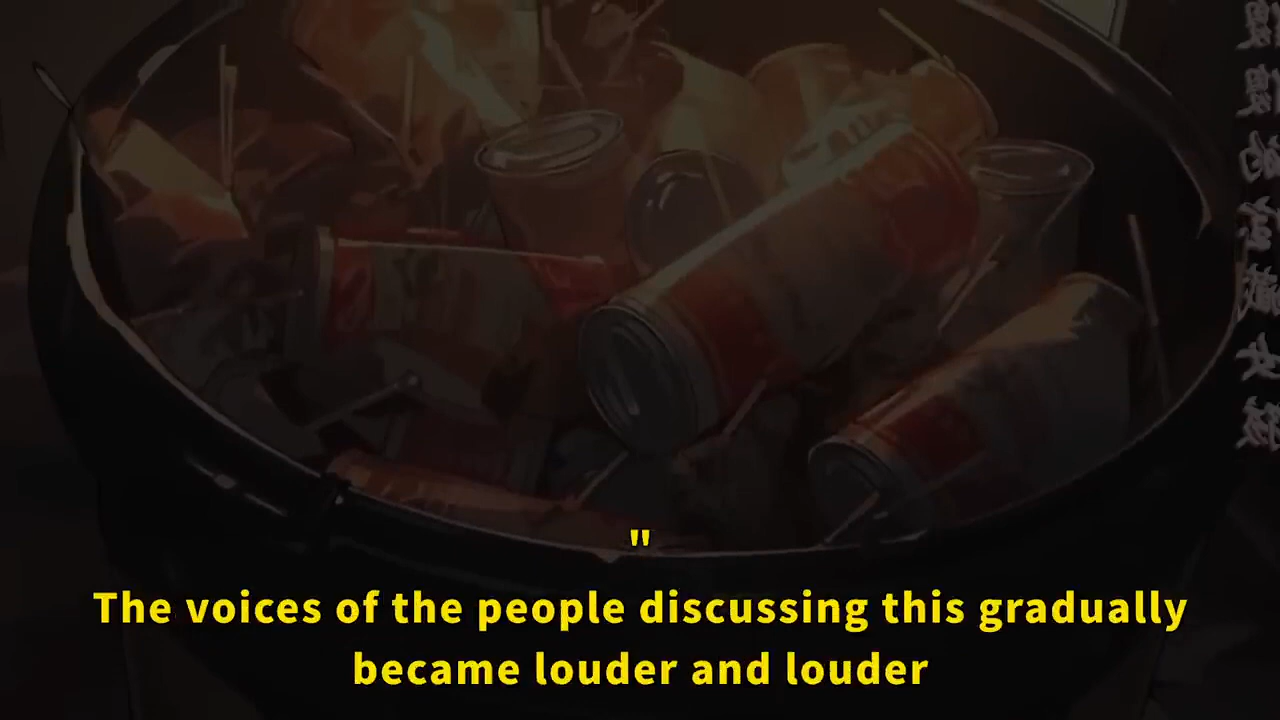 "
The voices of the people discussing this gradually
became louder and louder